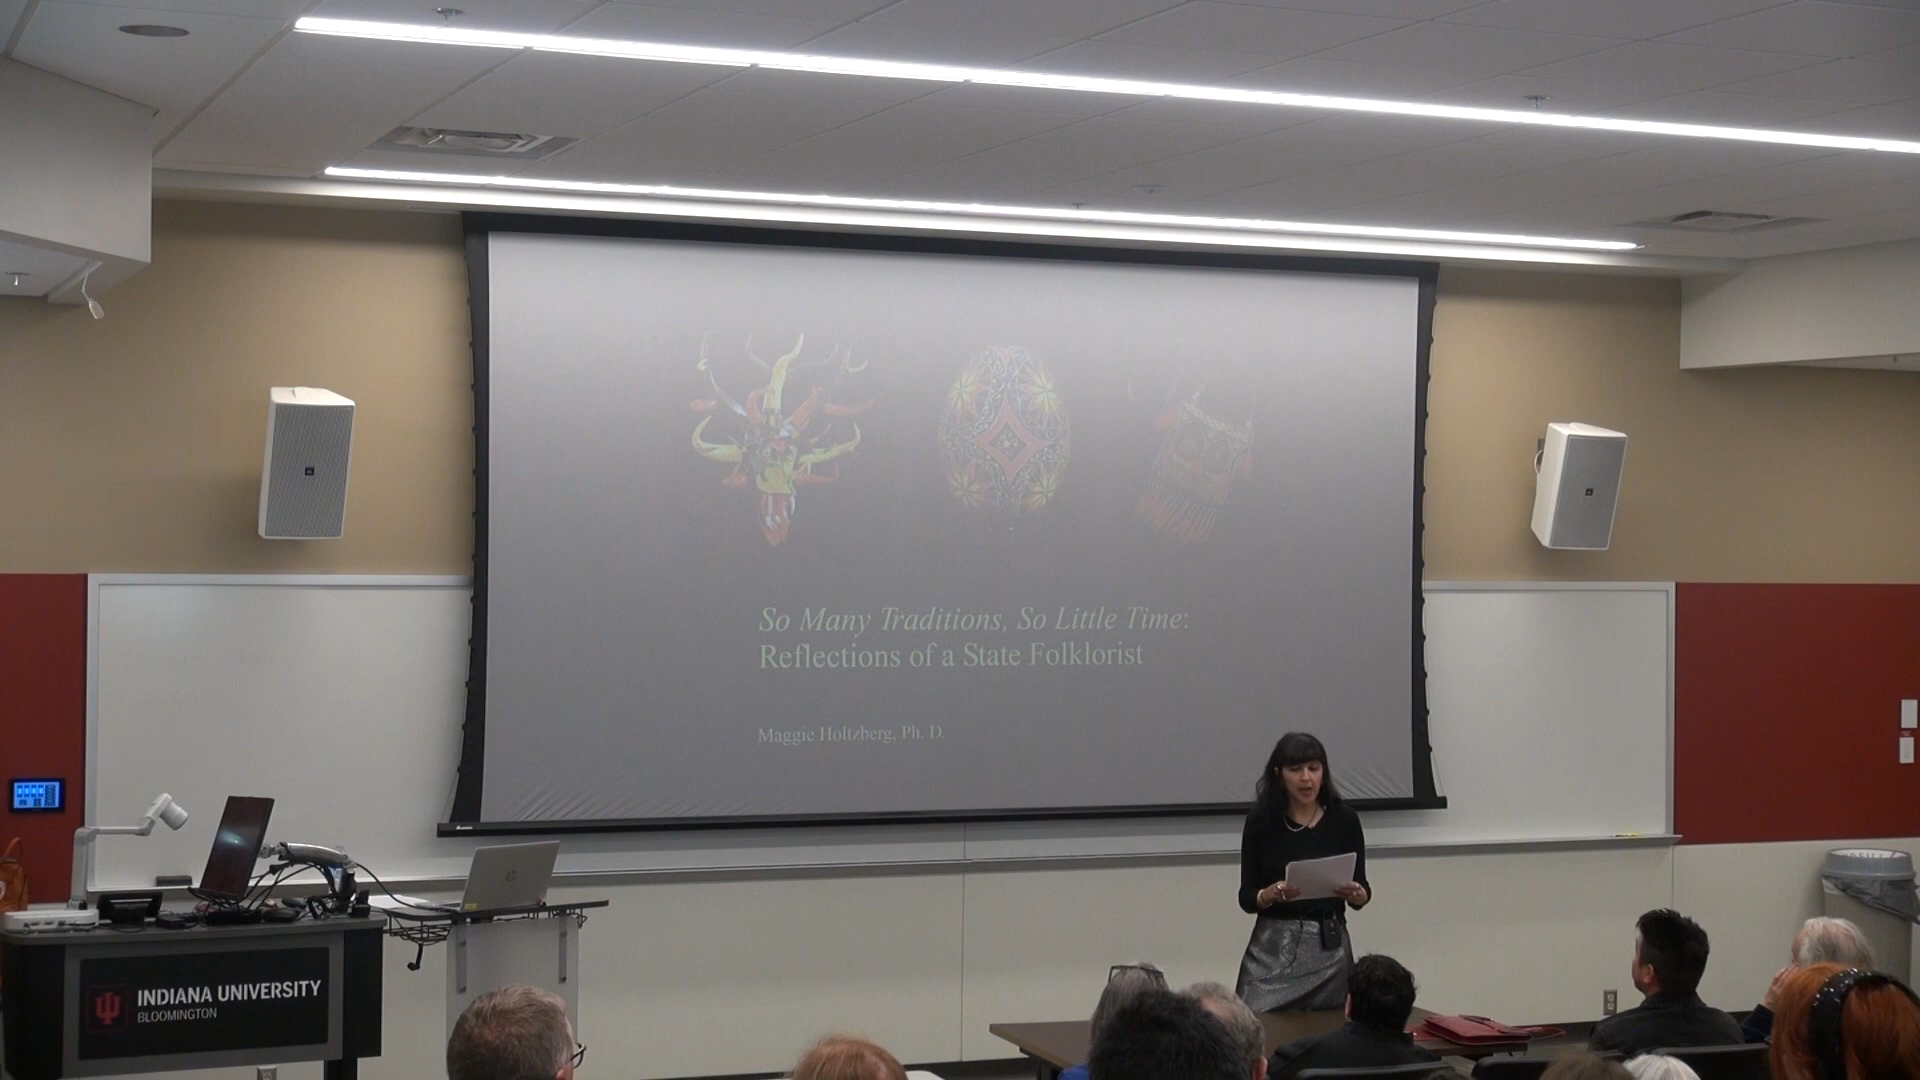 So Many Traditions, So Little Time:
Reflections of a State Folklorist
Maggie Holtzberg, Ph. D.
INDIANA UNIVERSITY
BLOOMINGTON